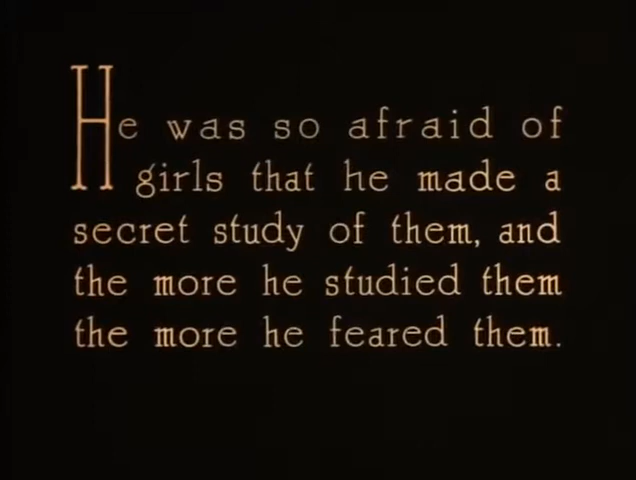 He was so afraid of
girls that he made a
secret study of them, and
the more he studied them
the more he feared them.